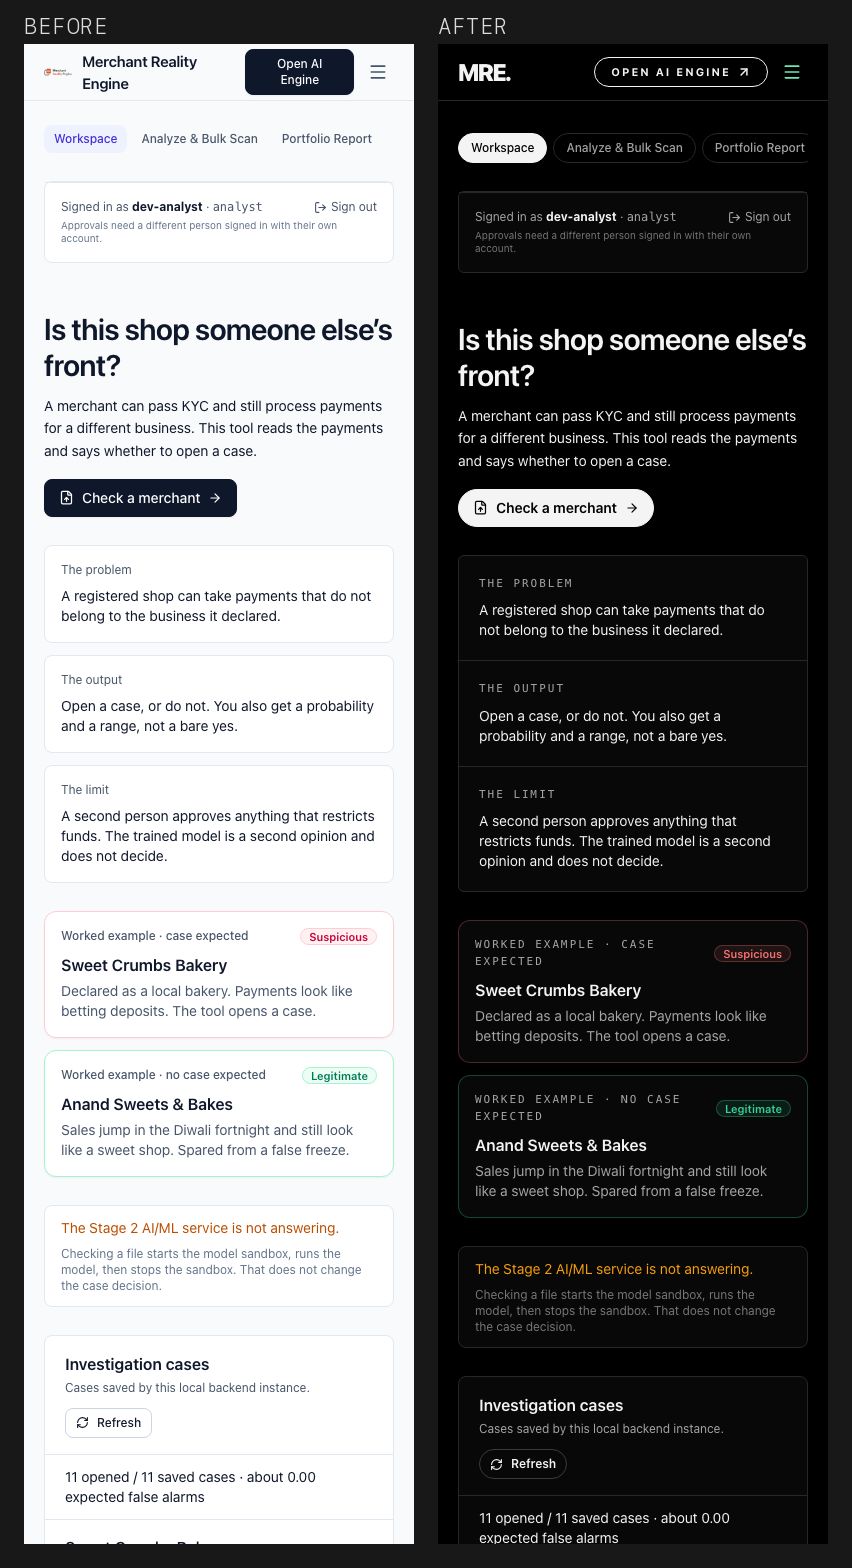 BEFORE
Merchant Reality
Engine
Open AI
Engine
Workspace
Analyze & Bulk Scan
Portfolio Report
Signed in as dev-analyst · analyst
Sign out
Approvals need a different person signed in with their own
account.
Is this shop someone else’s
front?
A merchant can pass KYC and still process payments
for a different business. This tool reads the payments
and says whether to open a case.
Check a merchant
The problem
A registered shop can take payments that do not
belong to the business it declared.
The output
Open a case, or do not. You also get a probability
and a range, not a bare yes.
The limit
A second person approves anything that restricts
funds. The trained model is a second opinion and
does not decide.
Worked example · case expected
Suspicious
Sweet Crumbs Bakery
Declared as a local bakery. Payments look like
betting deposits. The tool opens a case.
Worked example · no case expected
Legitimate
Anand Sweets & Bakes
Sales jump in the Diwali fortnight and still look
like a sweet shop. Spared from a false freeze.
The Stage 2 AI/ML service is not answering.
Checking a file starts the model sandbox, runs the
model, then stops the sandbox. That does not change
the case decision.
Investigation cases
Cases saved by this local backend instance.
Refresh
11 opened / 11 saved cases · about 0.00
expected false alarms
AFTER
MRE.
OPEN AI ENGINE
Workspace
Analyze & Bulk Scan
Portfolio Report
Signed in as dev-analyst · analyst
Sign out
Approvals need a different person signed in with their own
account.
Is this shop someone else’s
front?
A merchant can pass KYC and still process payments
for a different business. This tool reads the payments
and says whether to open a case.
Check a merchant
THE PROBLEM
A registered shop can take payments that do
not belong to the business it declared.
THE OUTPUT
Open a case, or do not. You also get a
probability and a range, not a bare yes.
THE LIMIT
A second person approves anything that
restricts funds. The trained model is a second
opinion and does not decide.
WORKED EXAMPLE · CASE
EXPECTED
Suspicious
Sweet Crumbs Bakery
Declared as a local bakery. Payments look like
betting deposits. The tool opens a case.
WORKED EXAMPLE · NO CASE
EXPECTED
Legitimate
Anand Sweets & Bakes
Sales jump in the Diwali fortnight and still look
like a sweet shop. Spared from a false freeze.
The Stage 2 AI/ML service is not answering.
Checking a file starts the model sandbox, runs the
model, then stops the sandbox. That does not change
the case decision.
Investigation cases
Cases saved by this local backend instance.
Refresh
11 opened / 11 saved cases · about 0.00
expected false alarms